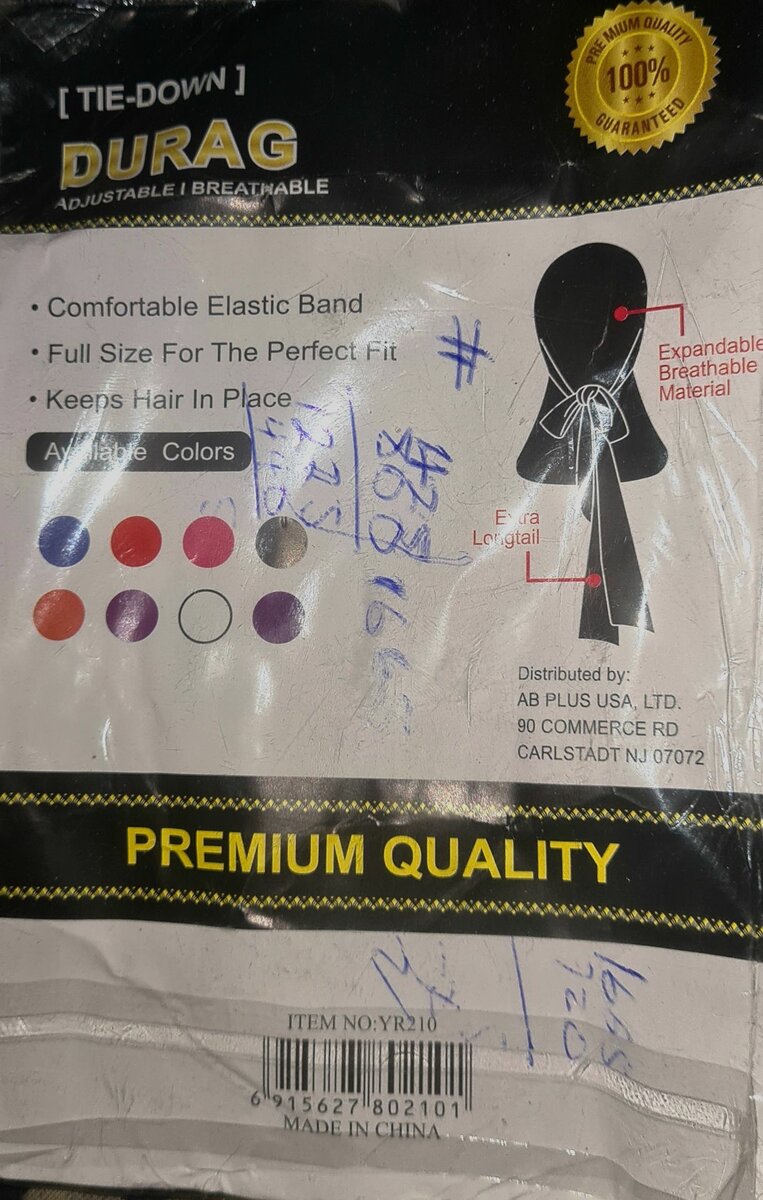 [ TIE-DOWN ]
DURAG
ADJUSTABLE I BREATHABLE
PREMIUM QUALITY
100%
GUARANTEED
• Comfortable Elastic Band
• Full Size For The Perfect Fit
• Keeps Hair In Place
Available Colors
#
Expandable
Breathable
Material
Extra
Longtail
Distributed by:
AB PLUS USA, LTD.
90 COMMERCE RD
CARLSTADT NJ 07072
PREMIUM QUALITY
720
ITEM NO:YR210
6 915627 802101
MADE IN CHINA